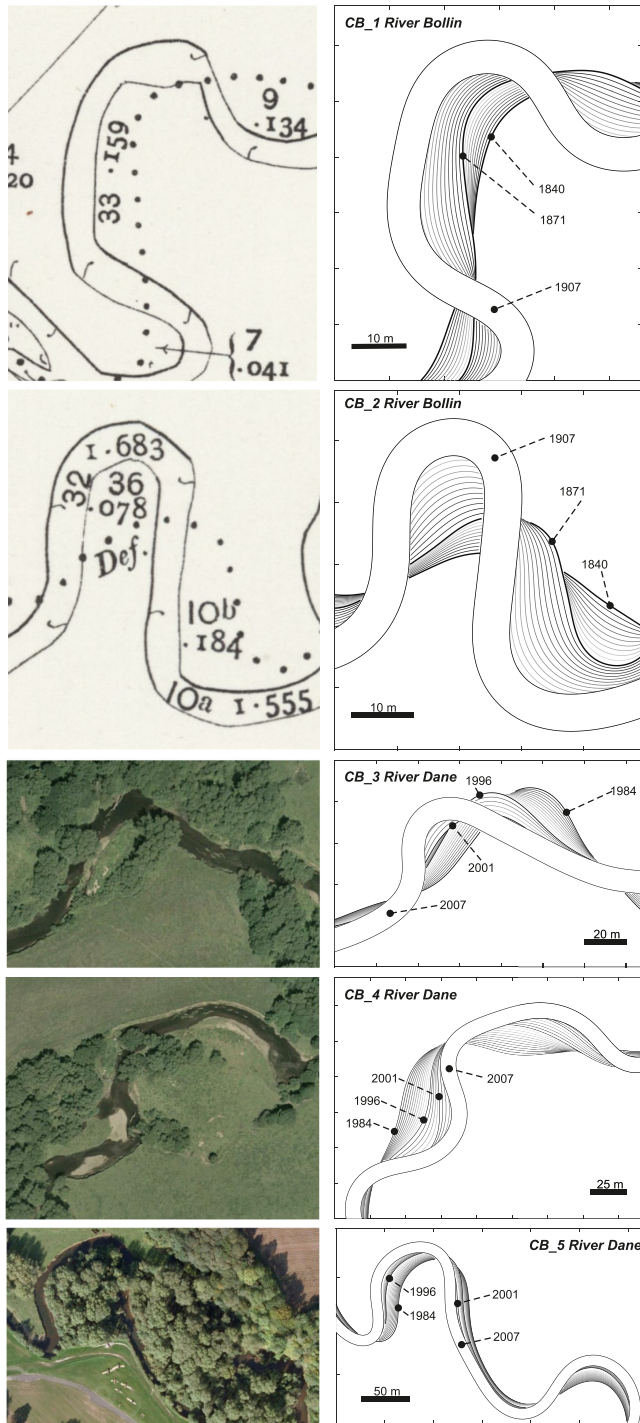 9
·134
4
20
·159
33
7
·041
CB_1 River Bollin
1840
1871
1907
10 m
1·683
32
36
·078
Def.
10b
·184
10a 1·555
CB_2 River Bollin
1907
1871
1840
10 m
CB_3 River Dane
1996
1984
2001
2007
20 m
CB_4 River Dane
2001
2007
1996
1984
25 m
CB_5 River Dane
1996
2001
1984
2007
50 m